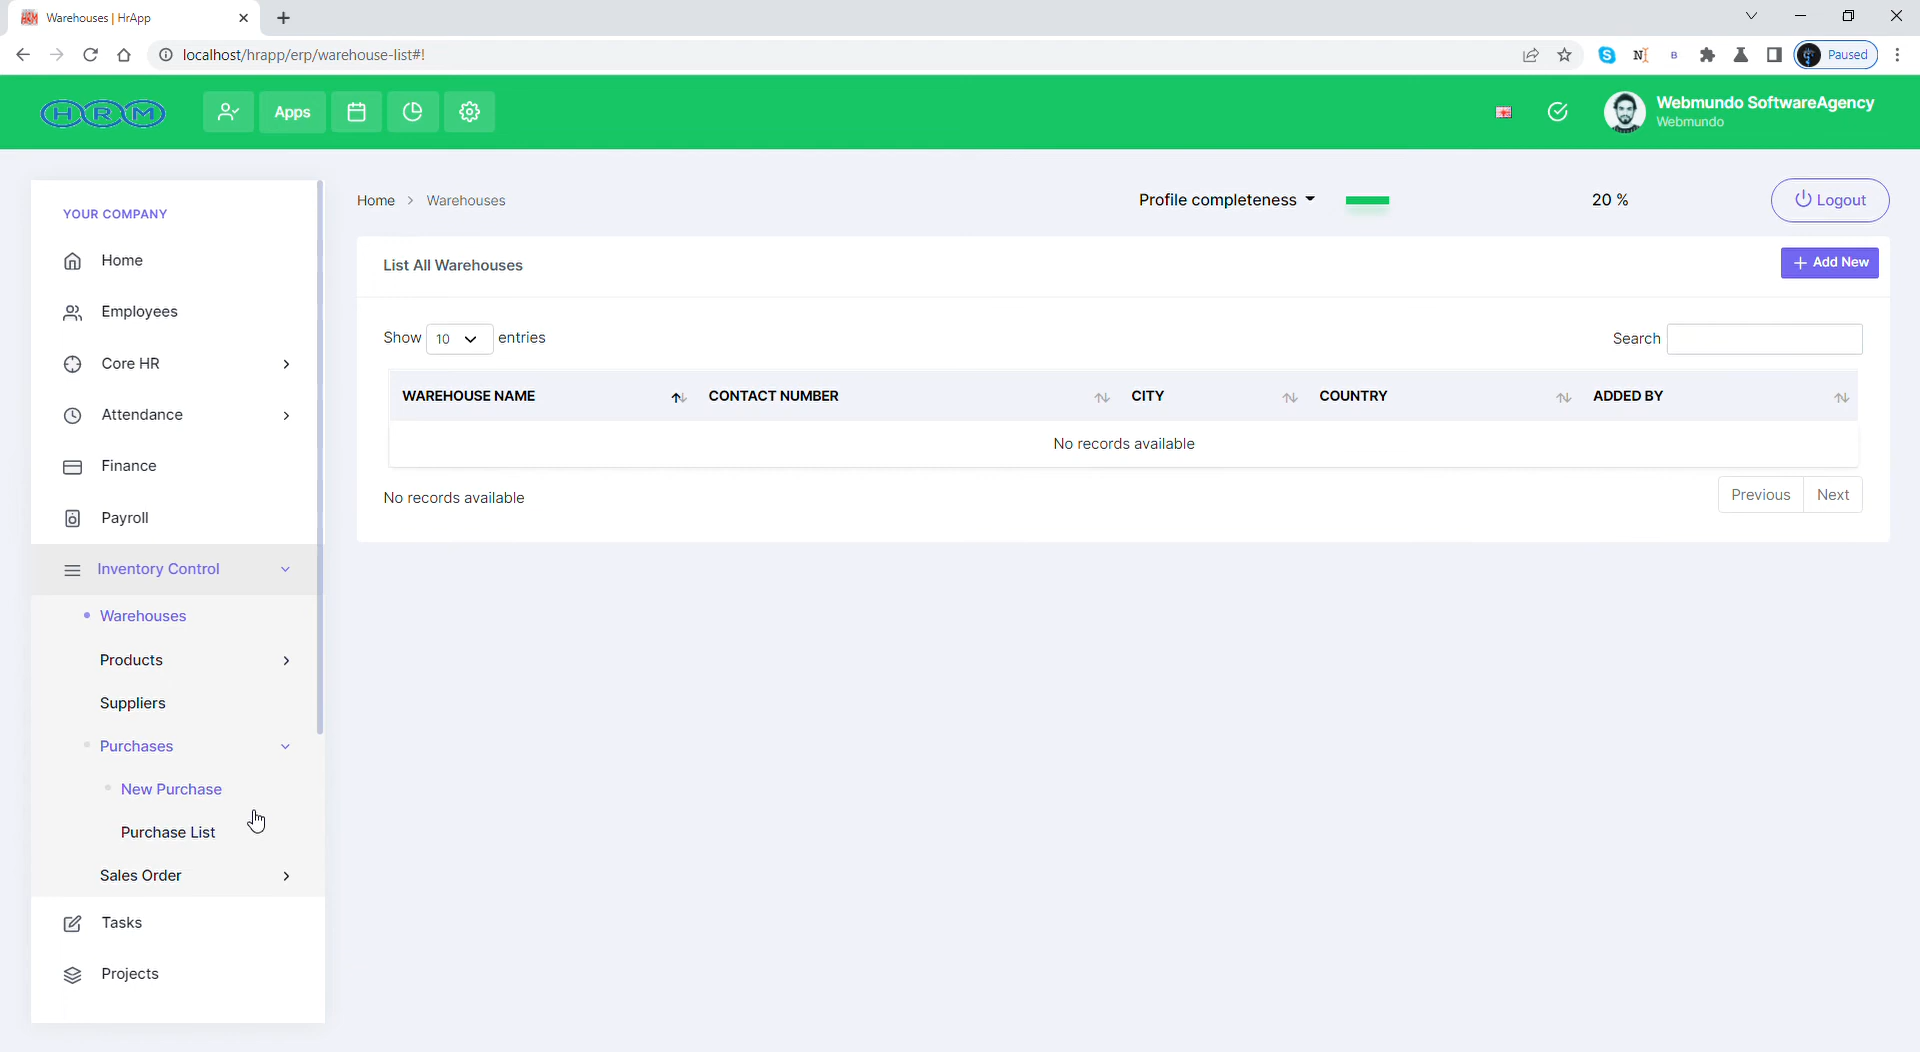 Warehouses | HrApp
localhost/hrapp/erp/warehouse-list#!
Paused
HRM
Apps
Webmundo SoftwareAgency
Webmundo
YOUR COMPANY
Home
Employees
Core HR
Attendance
Finance
Payroll
Inventory Control
Warehouses
Products
Suppliers
Purchases
New Purchase
Purchase List
Sales Order
Tasks
Projects
Home > Warehouses
Profile completeness
20 %
Logout
List All Warehouses
+ Add New
Show 10 entries
Search
WAREHOUSE NAME CONTACT NUMBER CITY COUNTRY ADDED BY
No records available
No records available
Previous Next